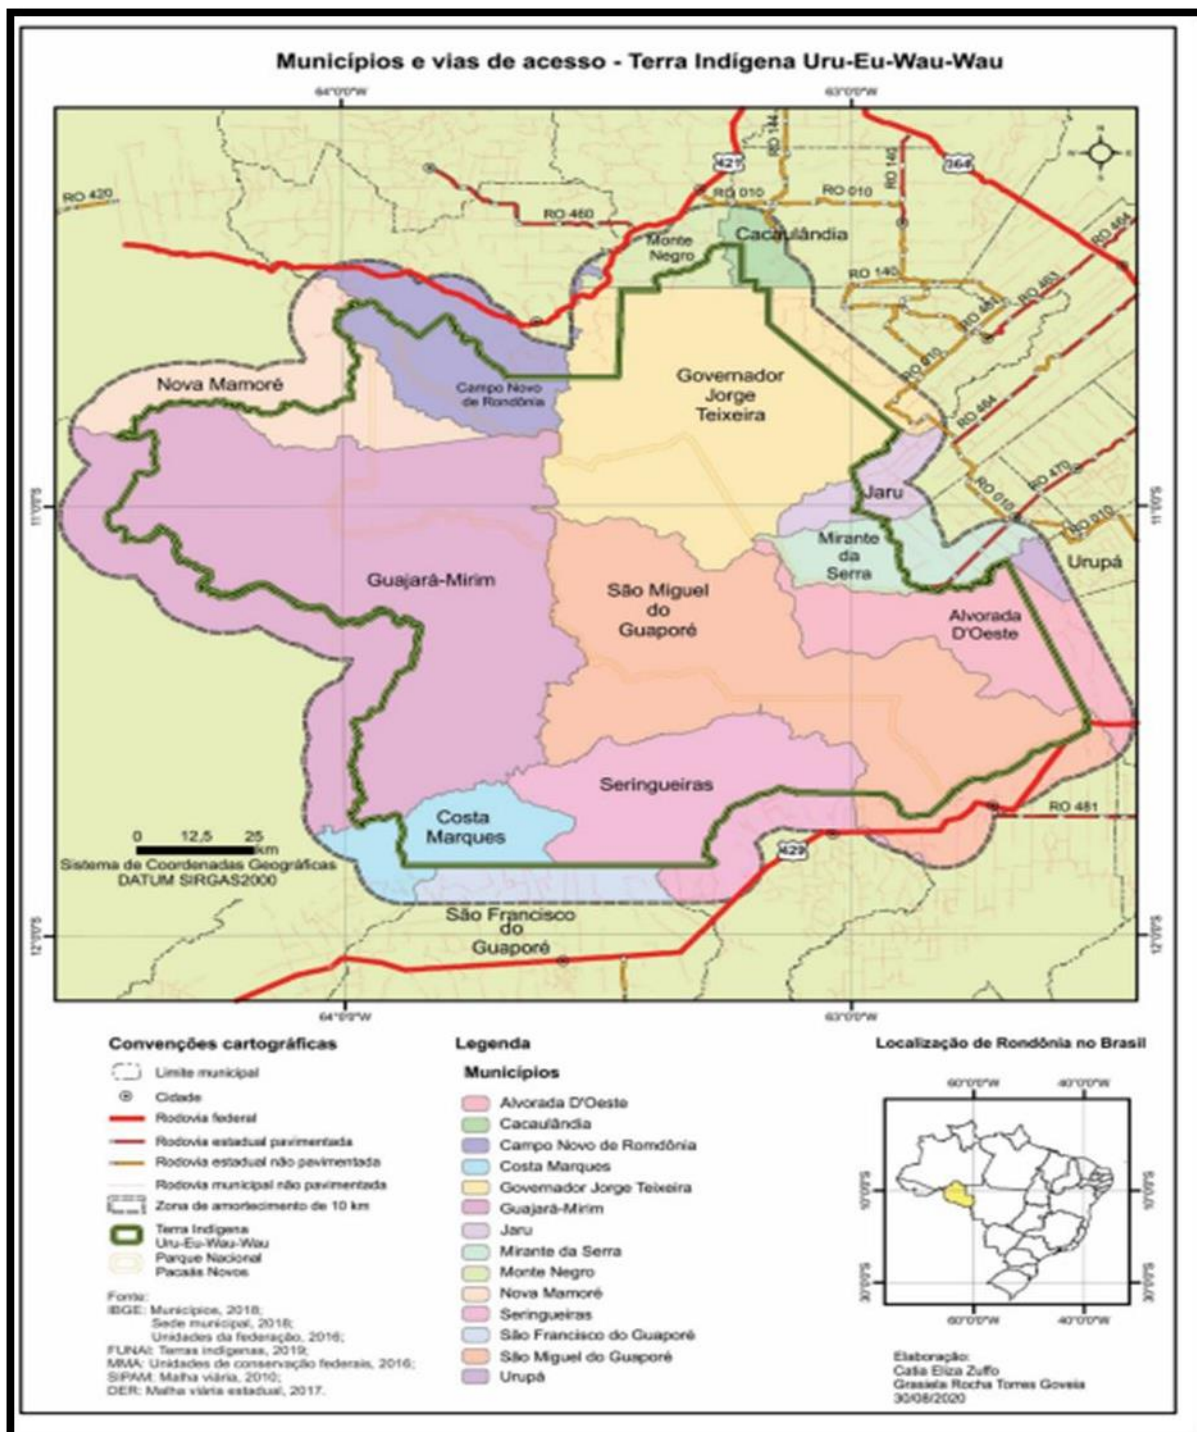 Municípios e vias de acesso - Terra Indígena Uru-Eu-Wau-Wau
64°0'0"W
63°0'0"W
RO 144
421
364
RO 140
RO 420
RO 010
RO 010
RO 460
RO 464
Monte
Negro
Cacaulândia
RO 140
RO 463
RO 461
RO 010
Nova Mamoré
Campo Novo
de Rondônia
Governador
Jorge
Teixeira
RO 464
RO 470
11°0'0"S
11°0'0"S
Jaru
RO 010
RO 010
Mirante
da
Serra
Urupá
Guajará-Mirim
São Miguel
do
Guaporé
Alvorada
D'Oeste
Seringueiras
Costa
Marques
RO 481
429
0 12,5 25
km
Sistema de Coordenadas Geográficas
DATUM SIRGAS2000
São Francisco
do
Guaporé
12°0'0"S
12°0'0"S
64°0'0"W
63°0'0"W
Convenções cartográficas
Limite municipal
Cidade
Rodovia federal
Rodovia estadual pavimentada
Rodovia estadual não pavimentada
Rodovia municipal não pavimentada
Zona de amortecimento de 10 km
Terra Indígena
Uru-Eu-Wau-Wau
Parque Nacional
Pacaás Novos
Fonte:
IBGE: Municípios, 2018;
Sede municipal, 2018;
Unidades da federação, 2016;
FUNAI: Terras indígenas, 2019;
MMA: Unidades de conservação federais, 2016;
SIPAM: Malha viária, 2010;
DER: Malha viária estadual, 2017.
Legenda
Municípios
Alvorada D'Oeste
Cacaulândia
Campo Novo de Romdônia
Costa Marques
Governador Jorge Teixeira
Guajará-Mirim
Jaru
Mirante da Serra
Monte Negro
Nova Mamoré
Seringueiras
São Francisco do Guaporé
São Miguel do Guaporé
Urupá
Localização de Rondônia no Brasil
60°0'0"W
40°0'0"W
10°0'0"S
10°0'0"S
30°0'0"S
30°0'0"S
60°0'0"W
40°0'0"W
Elaboração:
Catia Eliza Zuffo
Grasiela Rocha Torres Goveia
30/08/2020